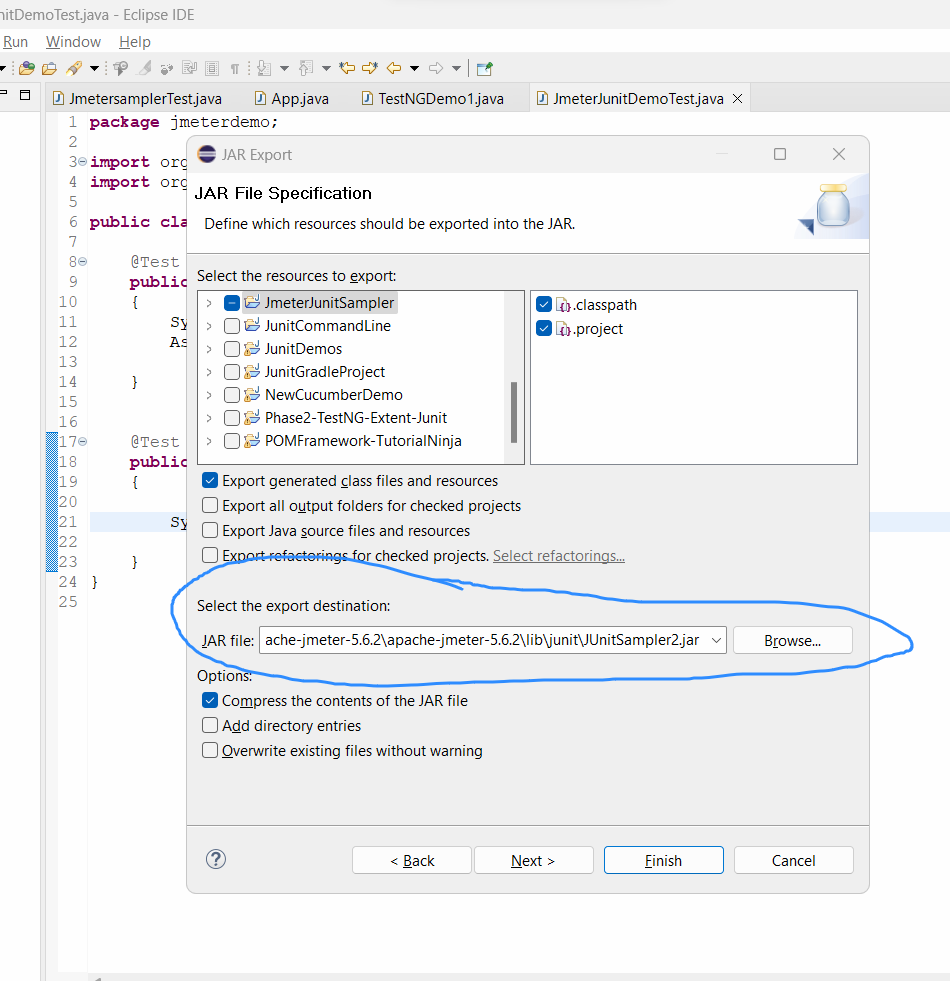 nitDemoTest.java - Eclipse IDE
Run Window Help
JmetersamplerTest.java App.java TestNGDemo1.java JmeterJunitDemoTest.java
1 package jmeterdemo;
2
3 import org
4 import org
5
6 public cla
7
8 @Test
9 public
10 {
11 Sy
12 As
13
14 }
15
16
17 @Test
18 public
19 {
20
21 Sy
22
23 }
24 }
25
JAR Export
JAR File Specification
Define which resources should be exported into the JAR.
Select the resources to export:
JmeterJunitSampler
JunitCommandLine
JunitDemos
JunitGradleProject
NewCucumberDemo
Phase2-TestNG-Extent-Junit
POMFramework-TutorialNinja
.classpath
.project
Export generated class files and resources
Export all output folders for checked projects
Export Java source files and resources
Export refactorings for checked projects. Select refactorings...
Select the export destination:
JAR file: ache-jmeter-5.6.2\apache-jmeter-5.6.2\lib\junit\JUnitSampler2.jar Browse...
Options:
Compress the contents of the JAR file
Add directory entries
Overwrite existing files without warning
? < Back Next > Finish Cancel